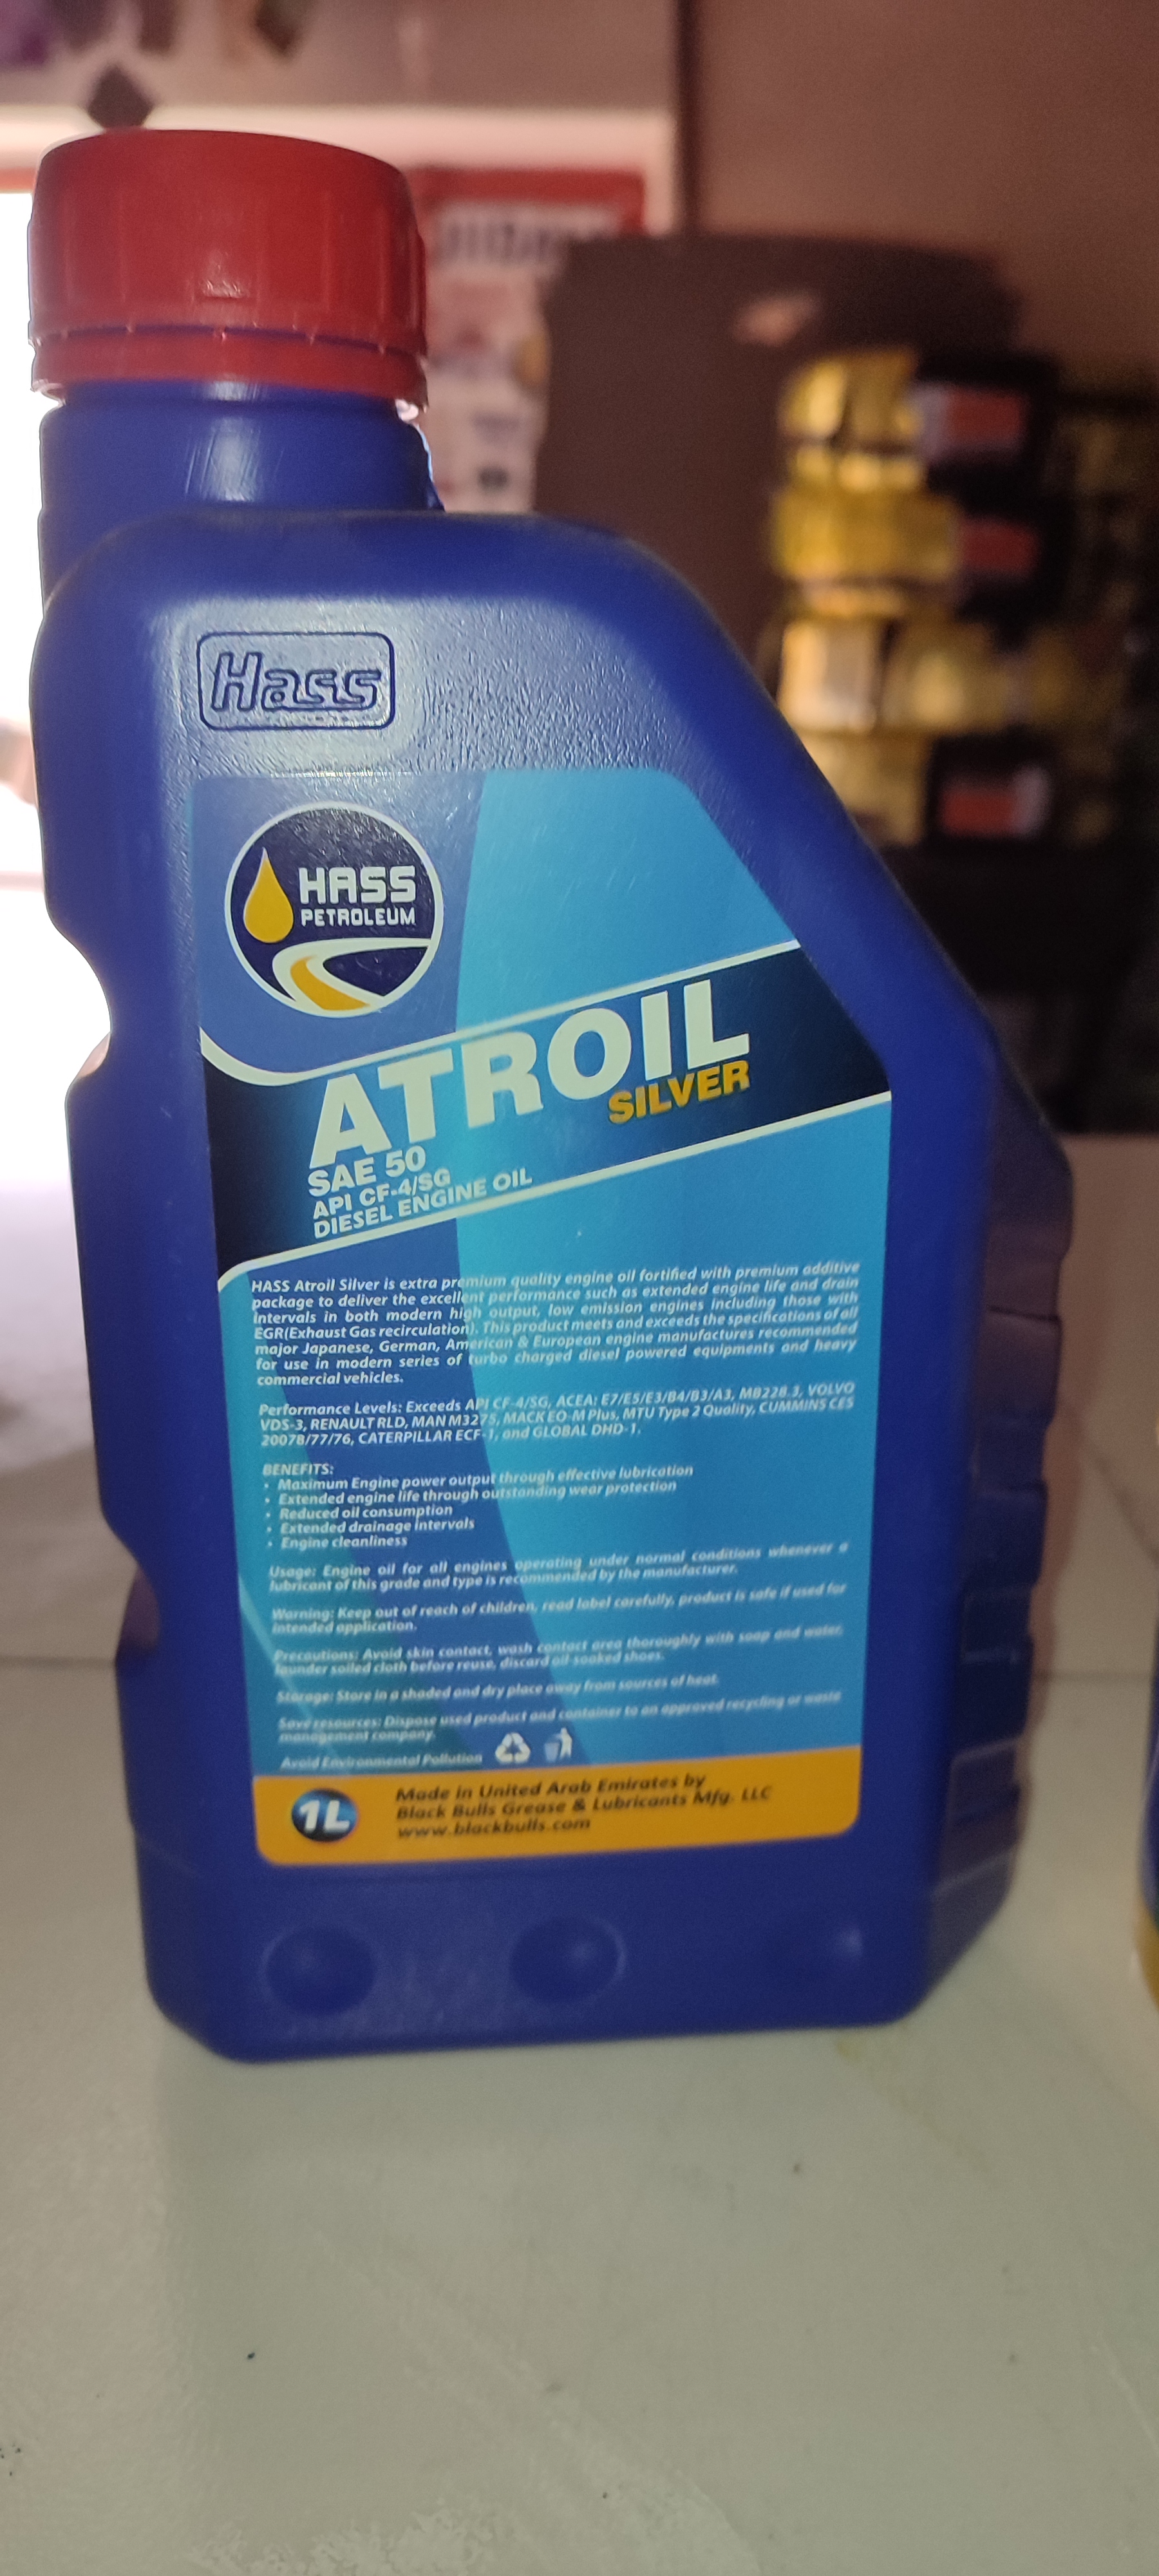 Hass
HASS
PETROLEUM
ATROIL
SILVER
SAE 50
API CF-4/SG
DIESEL ENGINE OIL
HASS Atroil Silver is extra premium quality engine oil fortified with premium additive
package to deliver the excellent performance such as extended engine life and drain
intervals in both modern high output, low emission engines including those with
EGR(Exhaust Gas recirculation). This product meets and exceeds the specifications of all
major Japanese, German, American & European engine manufactures recommended
for use in modern series of turbo charged diesel powered equipments and heavy
commercial vehicles.
Performance Levels: Exceeds API CF-4/SG, ACEA: E7/E5/E3/B4/B3/A3, MB228.3, VOLVO
VDS-3, RENAULT RLD, MAN M3275, MACK EO-M Plus, MTU Type 2 Quality, CUMMINS CES
20078/77/76, CATERPILLAR ECF-1, and GLOBAL DHD-1.
BENEFITS:
• Maximum Engine power output through effective lubrication
• Extended engine life through outstanding wear protection
• Reduced oil consumption
• Extended drainage intervals
• Engine cleanliness
Usage: Engine oil for all engines operating under normal conditions whenever a
lubricant of this grade and type is recommended by the manufacturer.
Warning: Keep out of reach of children, read label carefully, product is safe if used for
intended application.
Precautions: Avoid skin contact, wash contact area thoroughly with soap and water,
launder soiled cloth before reuse, discard oil-soaked shoes.
Storage: Store in a shaded and dry place away from sources of heat.
Save resources: Dispose used product and container to an approved recycling or waste
management company.
Avoid Environmental Pollution
1L
Made in United Arab Emirates by
Black Bulls Grease & Lubricants Mfg. LLC
www.blackbulls.com